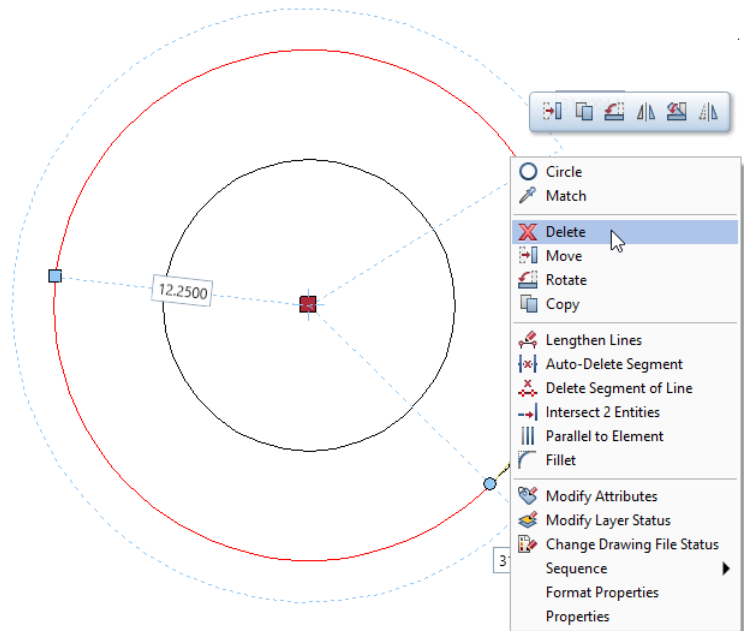 Circle
Match
12.2500
Delete
Move
Rotate
Copy
Lengthen Lines
Auto-Delete Segment
Delete Segment of Line
Intersect 2 Entities
Parallel to Element
Fillet
Modify Attributes
Modify Layer Status
Change Drawing File Status
Sequence
Format Properties
Properties